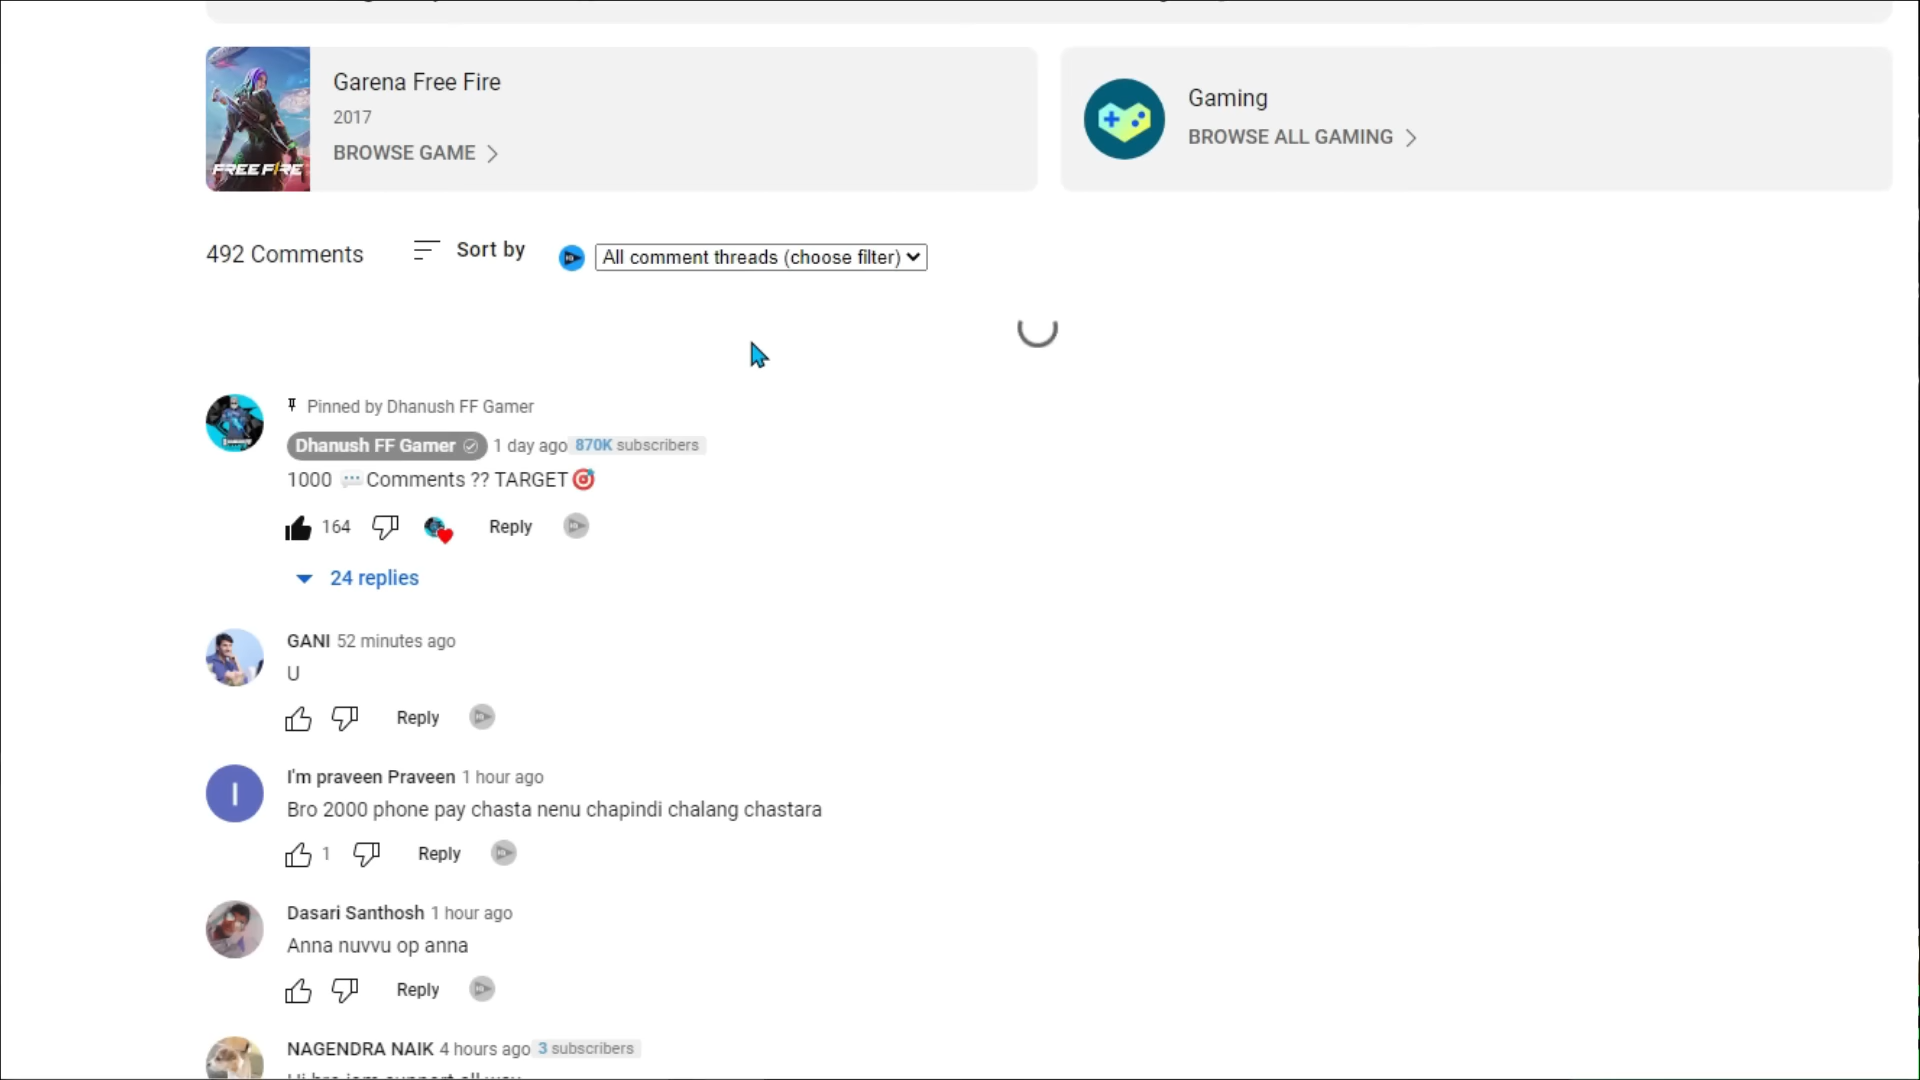 Garena Free Fire
2017
BROWSE GAME
FREE FIRE
Gaming
BROWSE ALL GAMING
492 Comments
Sort by
All comment threads (choose filter)
Pinned by Dhanush FF Gamer
Dhanush FF Gamer 1 day ago 870K subscribers
1000 💬Comments ?? TARGET🎯
164
Reply
24 replies
GANI 52 minutes ago
U
Reply
I
I'm praveen Praveen 1 hour ago
Bro 2000 phone pay chasta nenu chapindi chalang chastara
1
Reply
Dasari Santhosh 1 hour ago
Anna nuvvu op anna
Reply
NAGENDRA NAIK 4 hours ago 3 subscribers